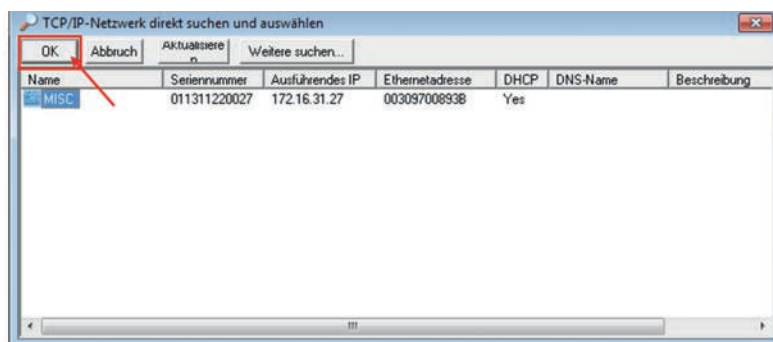 TCP/IP-Netzwerk direkt suchen und auswählen
OK Abbruch Aktualisiere n Weitere suchen...
Name Seriennummer Ausführendes IP Ethernetadresse DHCP DNS-Name Beschreibung
MISC 011311220027 172.16.31.27 00309700893B Yes